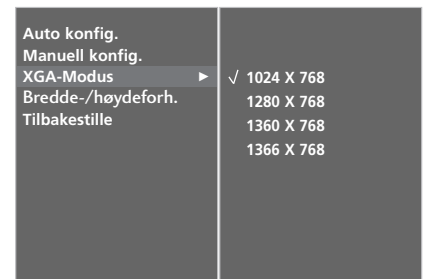 Auto konfig.
Manuell konfig.
XGA-Modus ►
Bredde-/høydeforh.
Tilbakestille
√ 1024 X 768
1280 X 768
1360 X 768
1366 X 768